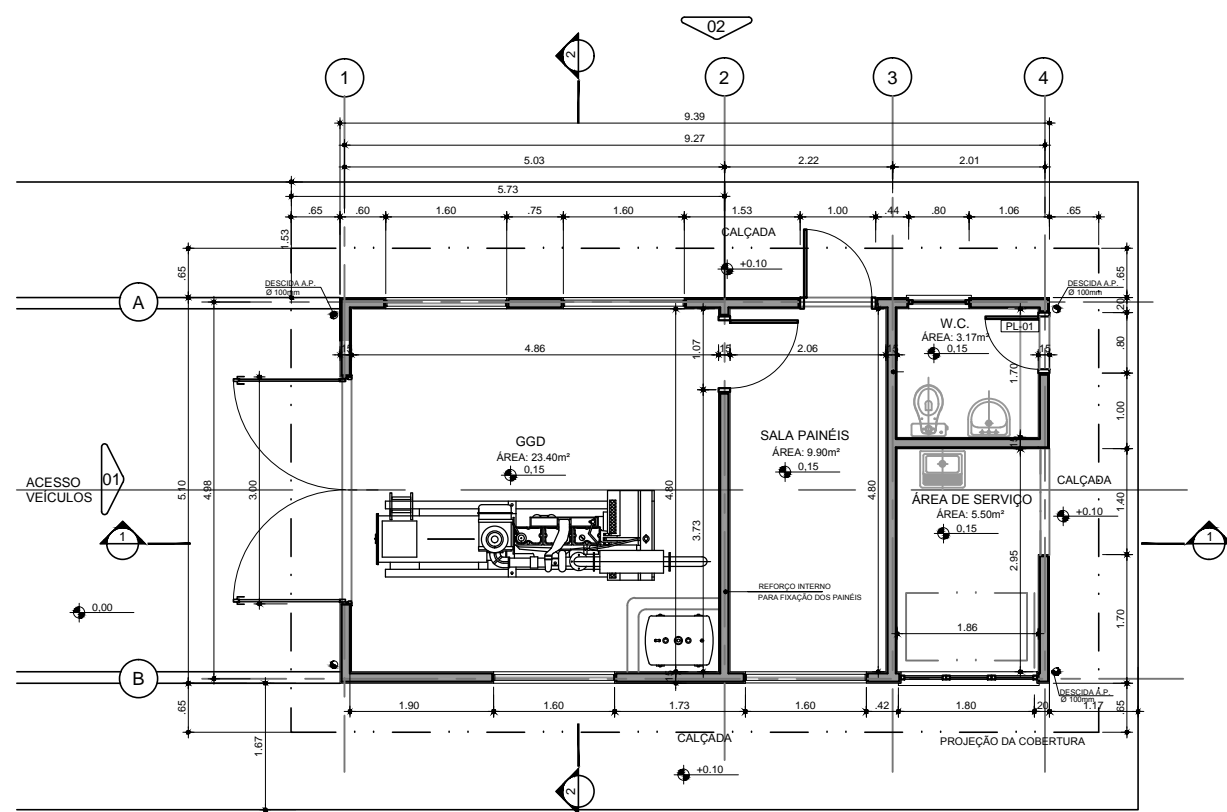 02
2
1
2
3
4
9.39
9.27
5.03
2.22
2.01
5.73
.65
.60
1.60
.75
1.60
1.53
1.00
.44
.80
1.06
.65
1.53
CALÇADA
+0.10
.65
.65
DESCIDA A.P.
Ø 100mm
DESCIDA A.P.
Ø 100mm
A
.20
W.C.
ÁREA: 3.17m²
0,15
PL-01
.15
4.86
.15
2.06
.15
.15
1.07
1.70
.80
1.00
GGD
ÁREA: 23.40m²
0,15
SALA PAINÉIS
ÁREA: 9.90m²
0,15
.15
ACESSO
VEÍCULOS
01
5.10
4.98
3.00
4.80
3.73
4.80
ÁREA DE SERVIÇO
ÁREA: 5.50m²
0,15
CALÇADA
+0.10
1.40
1
1
2.95
REFORÇO INTERNO
PARA FIXAÇÃO DOS PAINÉIS
0,00
1.86
1.70
B
.15
DESCIDA A.P.
Ø 100mm
.65
1.90
1.60
1.73
1.60
.42
1.80
.20
1.17
.65
1.67
CALÇADA
PROJEÇÃO DA COBERTURA
+0.10
2